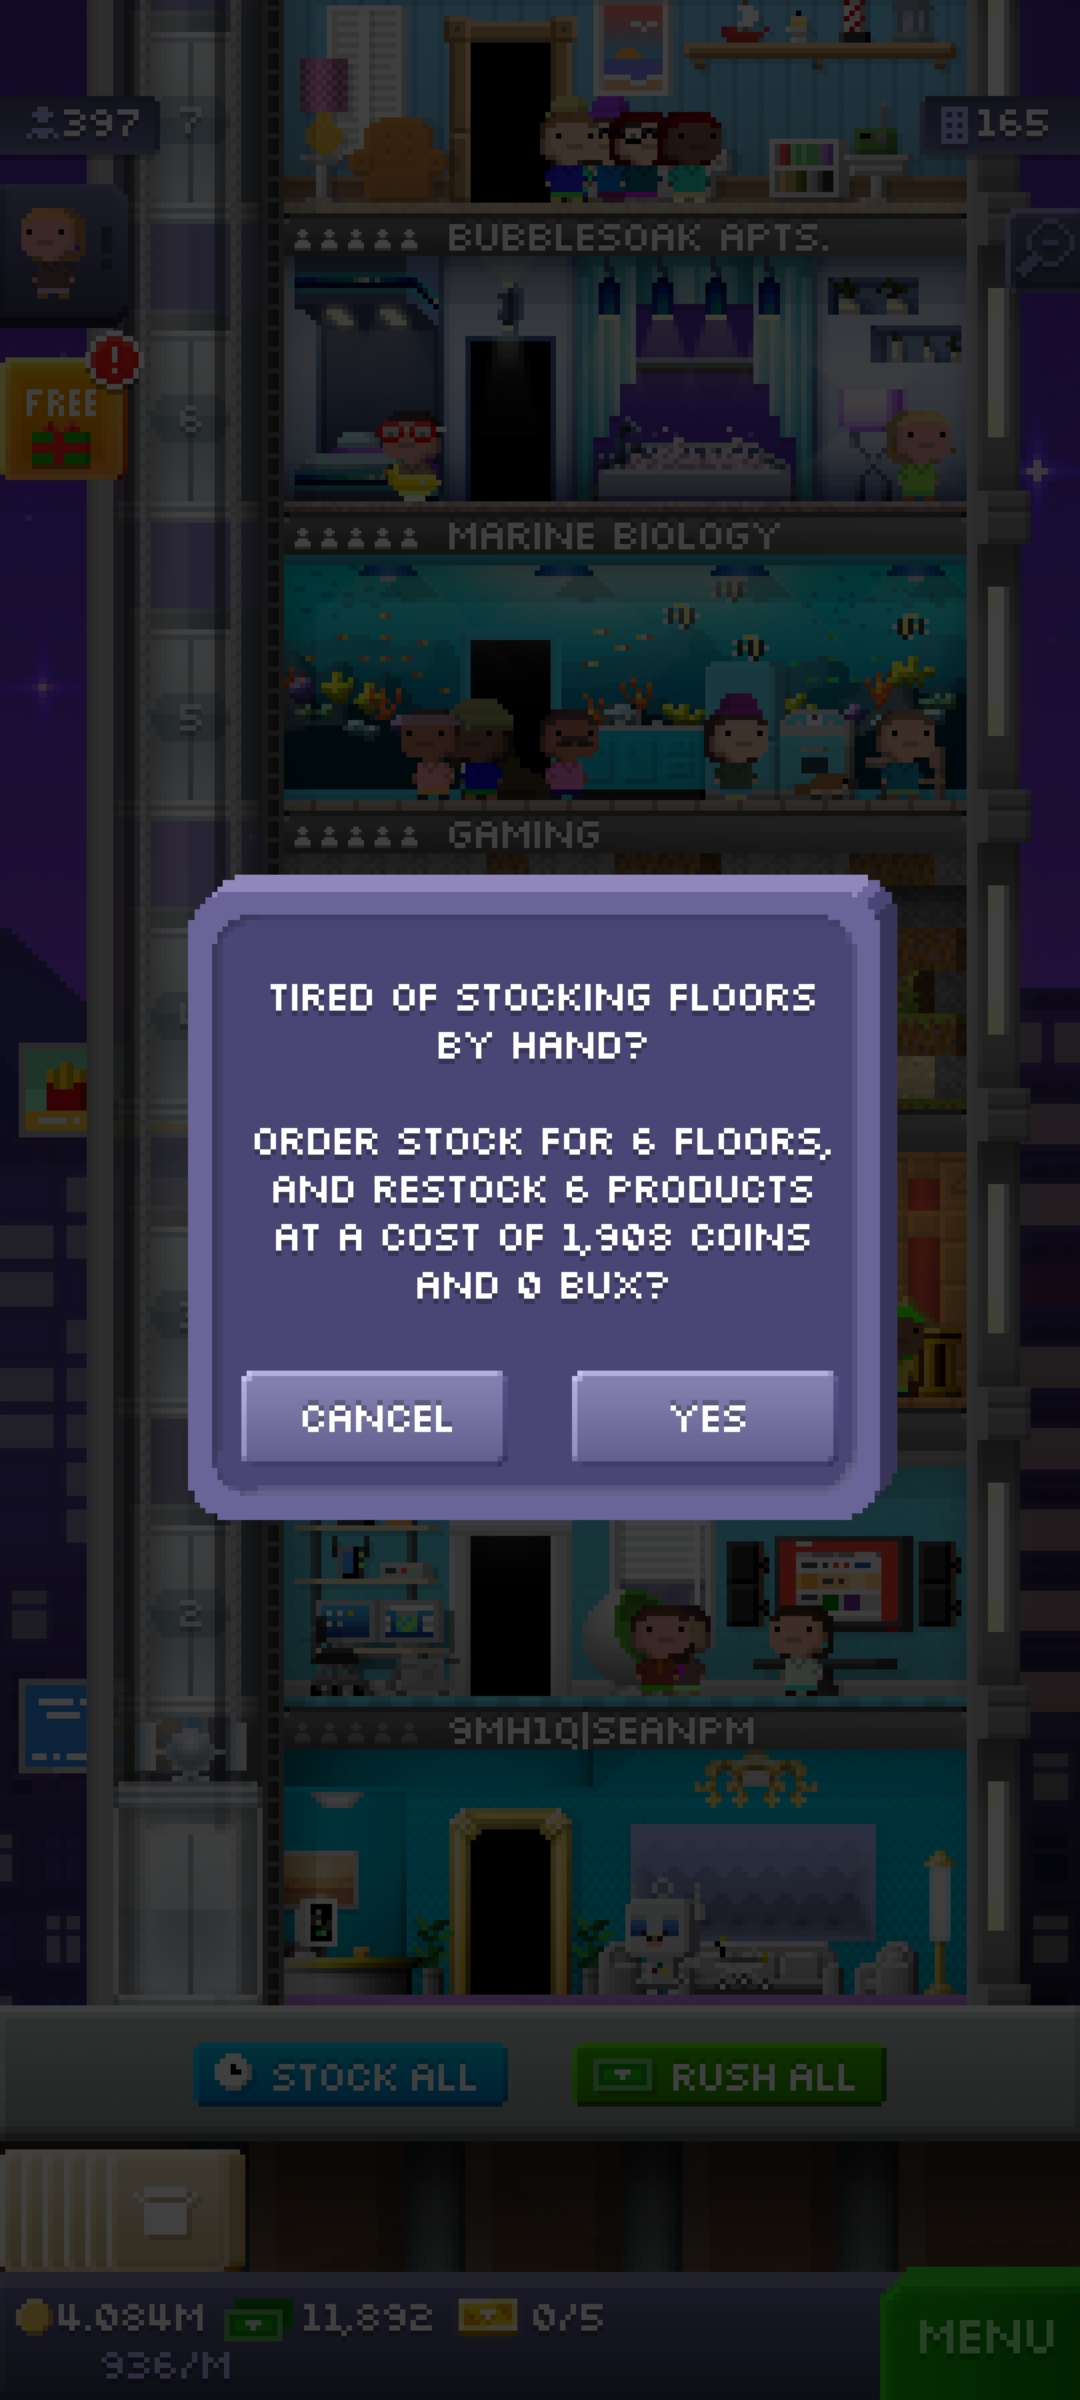 397
7
165
BUBBLESOAK APTS.
FREE
!
6
MARINE BIOLOGY
5
GAMING
TIRED OF STOCKING FLOORS
BY HAND?
ORDER STOCK FOR 6 FLOORS,
AND RESTOCK 6 PRODUCTS
AT A COST OF 1,908 COINS
AND 0 BUX?
CANCEL
YES
2
9MH1Q|SEANPM
STOCK ALL
RUSH ALL
4.084M
11,892
0/5
936/M
MENU